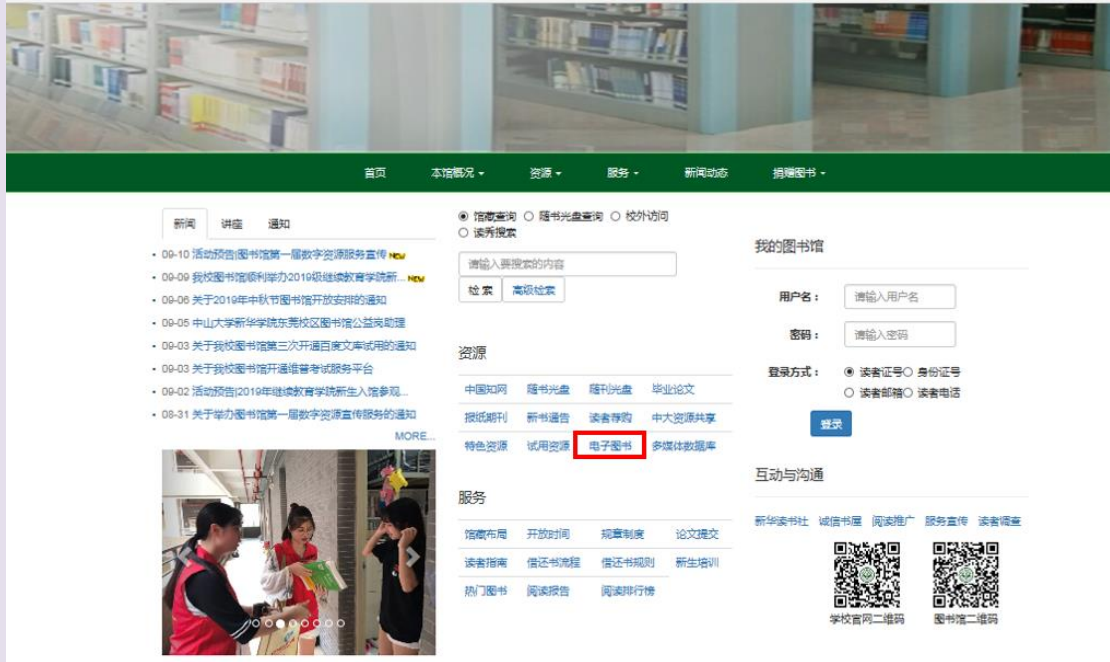 首页 本馆概况 资源 服务 新闻动态 捐赠图书
新闻 讲座 通知
09-10 活动预告|图书馆第一届数字资源服务宣传 NEW
09-09 我校图书馆顺利举办2019级继续教育学院新... NEW
09-06 关于2019年中秋节图书馆开放安排的通知
09-05 中山大学新华学院东莞校区图书馆公益岗助理
09-03 关于我校图书馆第三次开通百度文库试用的通知
09-03 关于我校图书馆开通维普考试服务平台
09-02 活动预告|2019年继续教育学院新生入馆参观...
08-31 关于举办图书馆第一届数字资源宣传服务的通知
MORE...
馆藏查询 随书光盘查询 校外访问
读秀搜索
请输入要搜索的内容
检索 高级检索
资源
中国知网 随书光盘 随刊光盘 毕业论文
报纸期刊 新书通告 读者荐购 中大资源共享
特色资源 试用资源 电子图书 多媒体数据库
服务
馆藏布局 开放时间 规章制度 论文提交
读者指南 借还书流程 借还书规则 新生培训
热门图书 阅读报告 阅读排行榜
我的图书馆
用户名： 请输入用户名
密码： 请输入密码
登录方式： 读者证号 身份证号
读者邮箱 读者电话
登录
互动与沟通
新华读书社 诚信书屋 阅读推广 服务宣传 读者调查
学校官网二维码 图书馆二维码